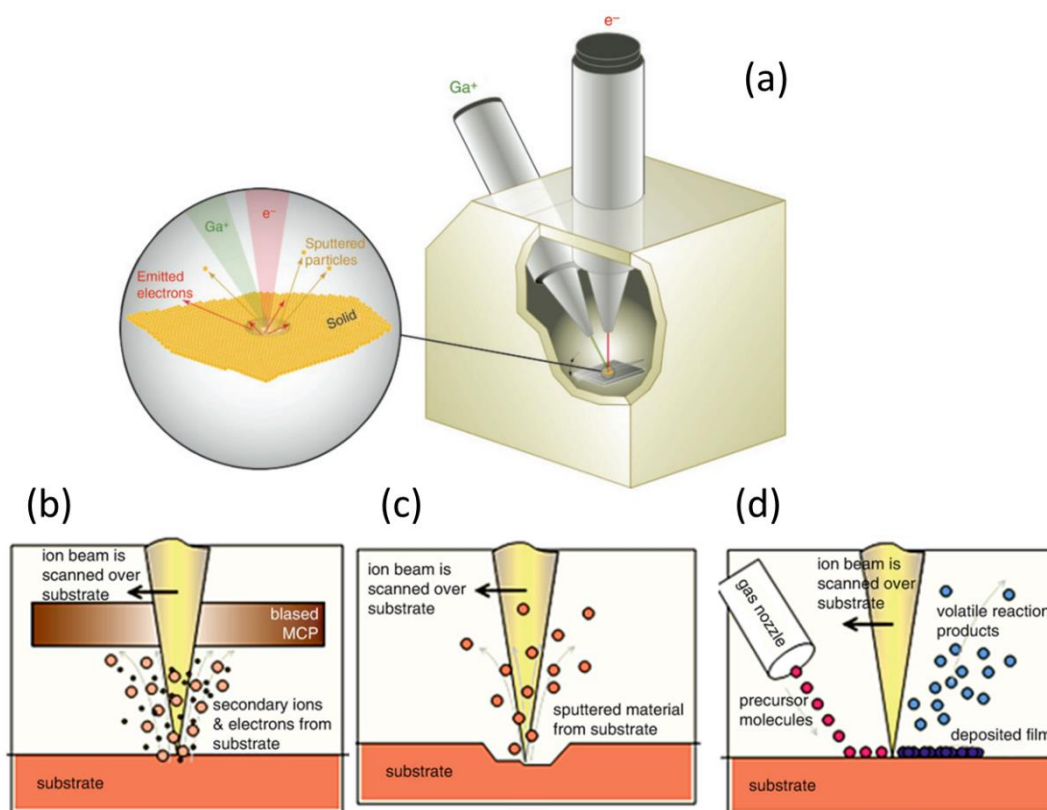 e⁻
(a)
Ga⁺
Ga⁺
e⁻
Sputtered
particles
Emitted
electrons
Solid
(b)
ion beam is
scanned over
substrate
biased
MCP
secondary ions
& electrons from
substrate
substrate
(c)
ion beam is
scanned over
substrate
sputtered material
from substrate
substrate
(d)
gas nozzle
ion beam is
scanned over
substrate
volatile reaction
products
precursor
molecules
deposited film
substrate